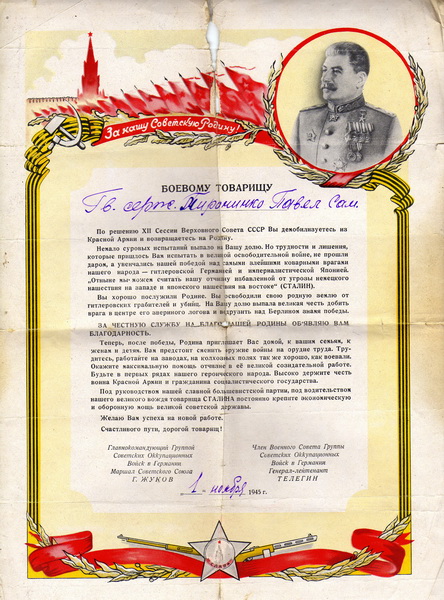 За нашу Советскую Родину!
БОЕВОМУ ТОВАРИЩУ
Гв. серж. Павел Сам.
По решению XII Сессии Верховного Совета СССР Вы демобилизуетесь из
Красной Армии и возвращаетесь на Родину.
Немало суровых испытаний выпало на Вашу долю. Но трудности и лишения,
которые пришлось Вам испытать в великой освободительной войне, не прошли
даром, а увенчались нашей победой над самыми злейшими коварными врагами
нашего народа — гитлеровской Германией и империалистической Японией.
«Отныне мы можем считать нашу отчизну избавленной от угрозы немецкого
нашествия на западе и японского нашествия на востоке» (СТАЛИН).
Вы хорошо послужили Родине. Вы освободили свою родную землю от
гитлеровских грабителей и убийц. На Вашу долю выпала великая честь добить
врага в центре его звериного логова и водрузить над Берлином знамя победы.
ЗА ЧЕСТНУЮ СЛУЖБУ НА БЛАГО НАШЕЙ РОДИНЫ ОБ'ЯВЛЯЮ ВАМ
БЛАГОДАРНОСТЬ.
Теперь, после победы, Родина приглашает Вас домой, к вашим семьям, к
женам и детям. Вам предстоит сменить оружие войны на орудие труда. Тру-
дитесь, работайте на заводах, на колхозных полях так же хорошо, как воевали.
Окажите максимальную помощь отчизне в её великой созидательной работе.
Будьте в первых рядах нашего героического народа. Высоко держите честь
воина Красной Армии и гражданина социалистического государства.
Под руководством нашей славной большевистской партии, под водительством
нашего великого вождя товарища СТАЛИНА постоянно крепите экономическую
и оборонную мощь великой советской державы.
Желаю Вам успеха на новой работе.
Счастливого пути, дорогой товарищ!
Главнокомандующий Группой
Советских Оккупационных
Войск в Германии
Маршал Советского Союза
Г. ЖУКОВ
Член Военного Совета Группы
Советских Оккупационных
Войск в Германии
Генерал-лейтенант
ТЕЛЕГИН
1 - ноября 1945 г.